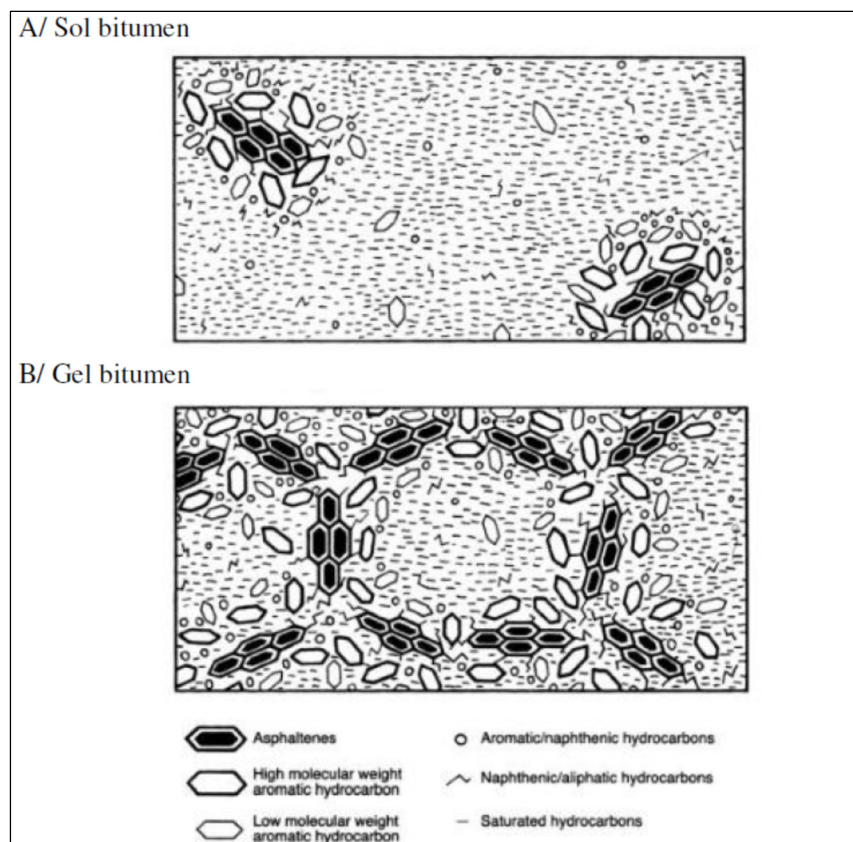 A/ Sol bitumen
B/ Gel bitumen
Asphaltenes
High molecular weight
aromatic hydrocarbon
Low molecular weight
aromatic hydrocarbon
Aromatic/naphthenic hydrocarbons
Naphthenic/aliphatic hydrocarbons
Saturated hydrocarbons